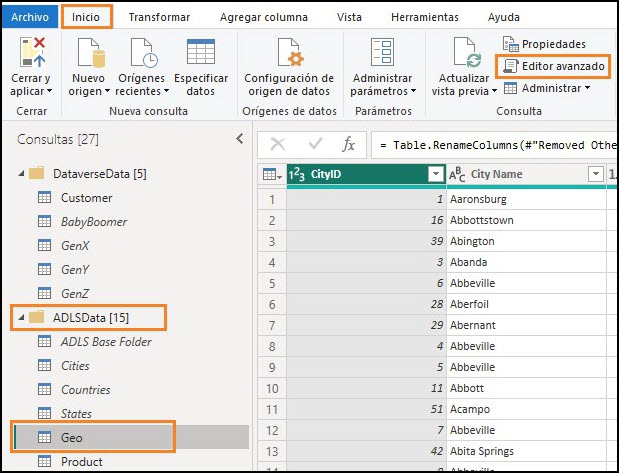 Archivo Inicio Transformar Agregar columna Vista Herramientas Ayuda
Cerrar y aplicar
Nuevo origen
Orígenes recientes
Especificar datos
Configuración de origen de datos
Administrar parámetros
Actualizar vista previa
Propiedades
Editor avanzado
Administrar
Cerrar Nueva consulta Orígenes de datos Parámetros Consulta
Consultas [27]
DataverseData [5]
Customer
BabyBoomer
GenX
GenY
GenZ
ADLSData [15]
ADLS Base Folder
Cities
Countries
States
Geo
Product
fx = Table.RenameColumns(#"Removed Othe
123 CityID ABC City Name 1.
1 1 Aaronsburg
2 16 Abbottstown
3 39 Abington
4 3 Abanda
5 6 Abbeville
6 28 Aberfoil
7 29 Abernant
8 4 Abbeville
9 5 Abbeville
10 11 Abbott
11 51 Acampo
12 7 Abbeville
13 42 Abita Springs